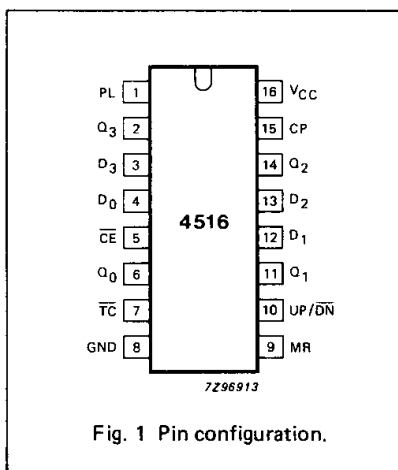 PL 1 16 VCC
Q3 2 15 CP
D3 3 14 Q2
D0 4 13 D2
4516
CE 5 12 D1
Q0 6 11 Q1
TC 7 10 UP/DN
GND 8 9 MR
7Z96913
Fig. 1 Pin configuration.